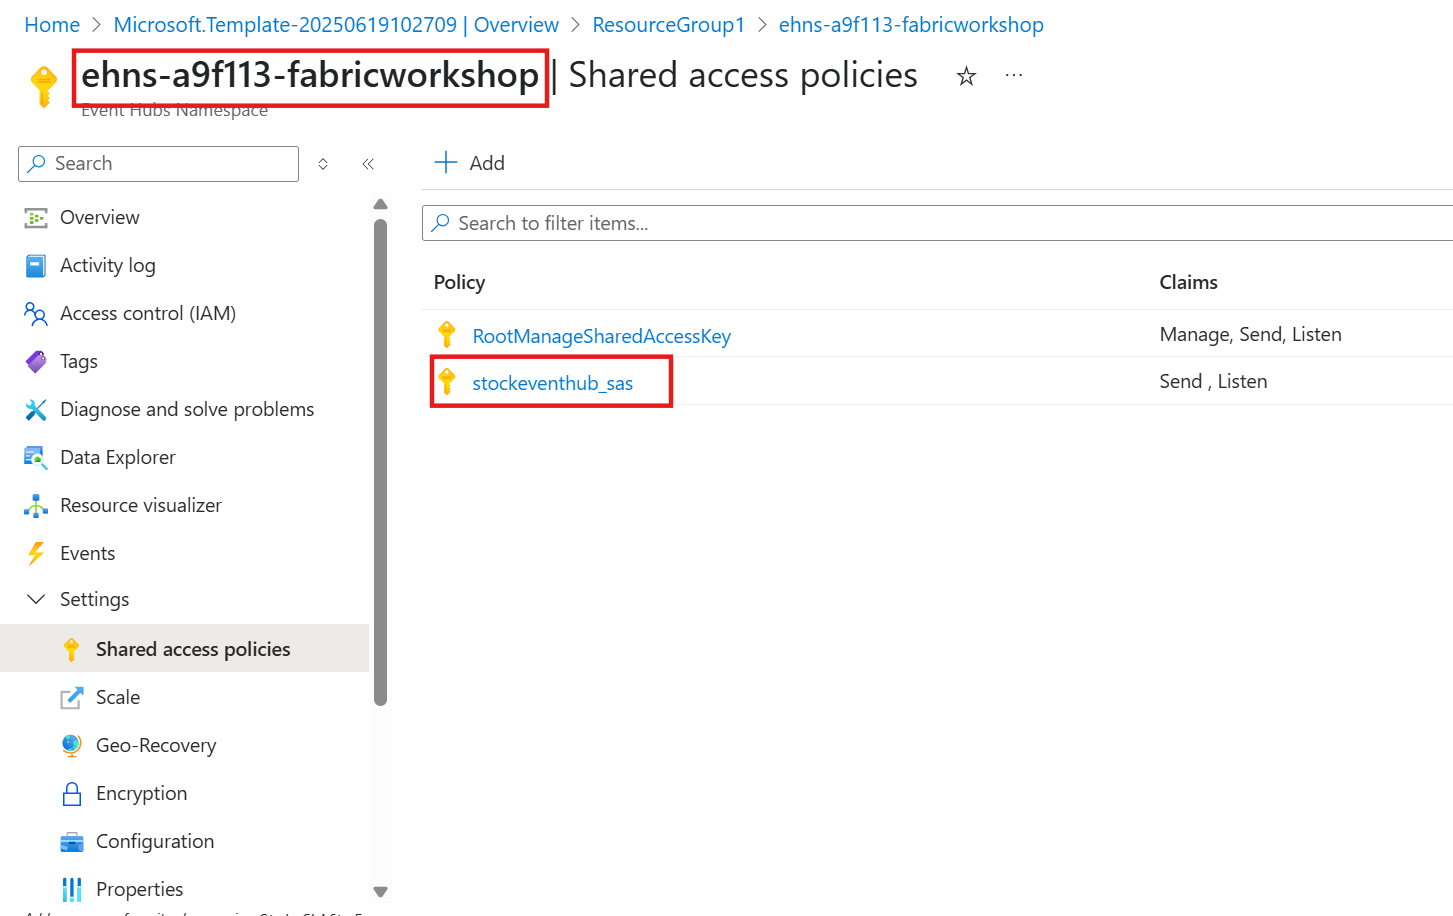 Home > Microsoft.Template-20250619102709 | Overview > ResourceGroup1 > ehns-a9f113-fabricworkshop
ehns-a9f113-fabricworkshop | Shared access policies
Event Hubs Namespace
Search
Add
Search to filter items...
Policy Claims
RootManageSharedAccessKey Manage, Send, Listen
stockeventhub_sas Send , Listen
Overview
Activity log
Access control (IAM)
Tags
Diagnose and solve problems
Data Explorer
Resource visualizer
Events
Settings
Shared access policies
Scale
Geo-Recovery
Encryption
Configuration
Properties